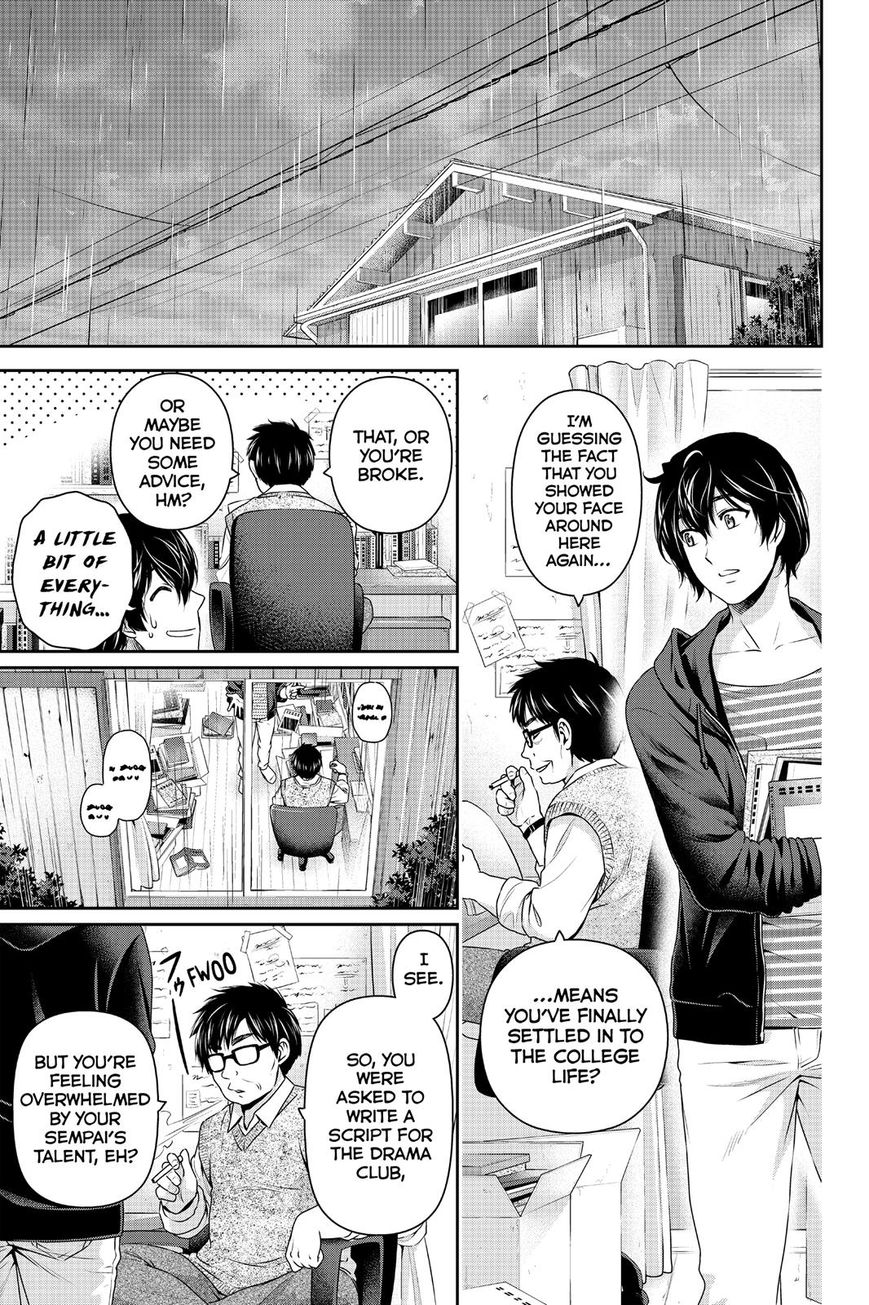 I'M
GUESSING
THE FACT
THAT YOU
SHOWED
YOUR FACE
AROUND
HERE
AGAIN...
...MEANS
YOU'VE FINALLY
SETTLED IN TO
THE COLLEGE
LIFE?
THAT, OR
YOU'RE
BROKE.
OR
MAYBE
YOU NEED
SOME
ADVICE,
HM?
A LITTLE
BIT OF
EVERY-
THING...
I
SEE.
SO, YOU
WERE
ASKED TO
WRITE A
SCRIPT FOR
THE DRAMA
CLUB,
FWOO
BUT YOU'RE
FEELING
OVERWHELMED
BY YOUR
SEMPAI'S
TALENT, EH?